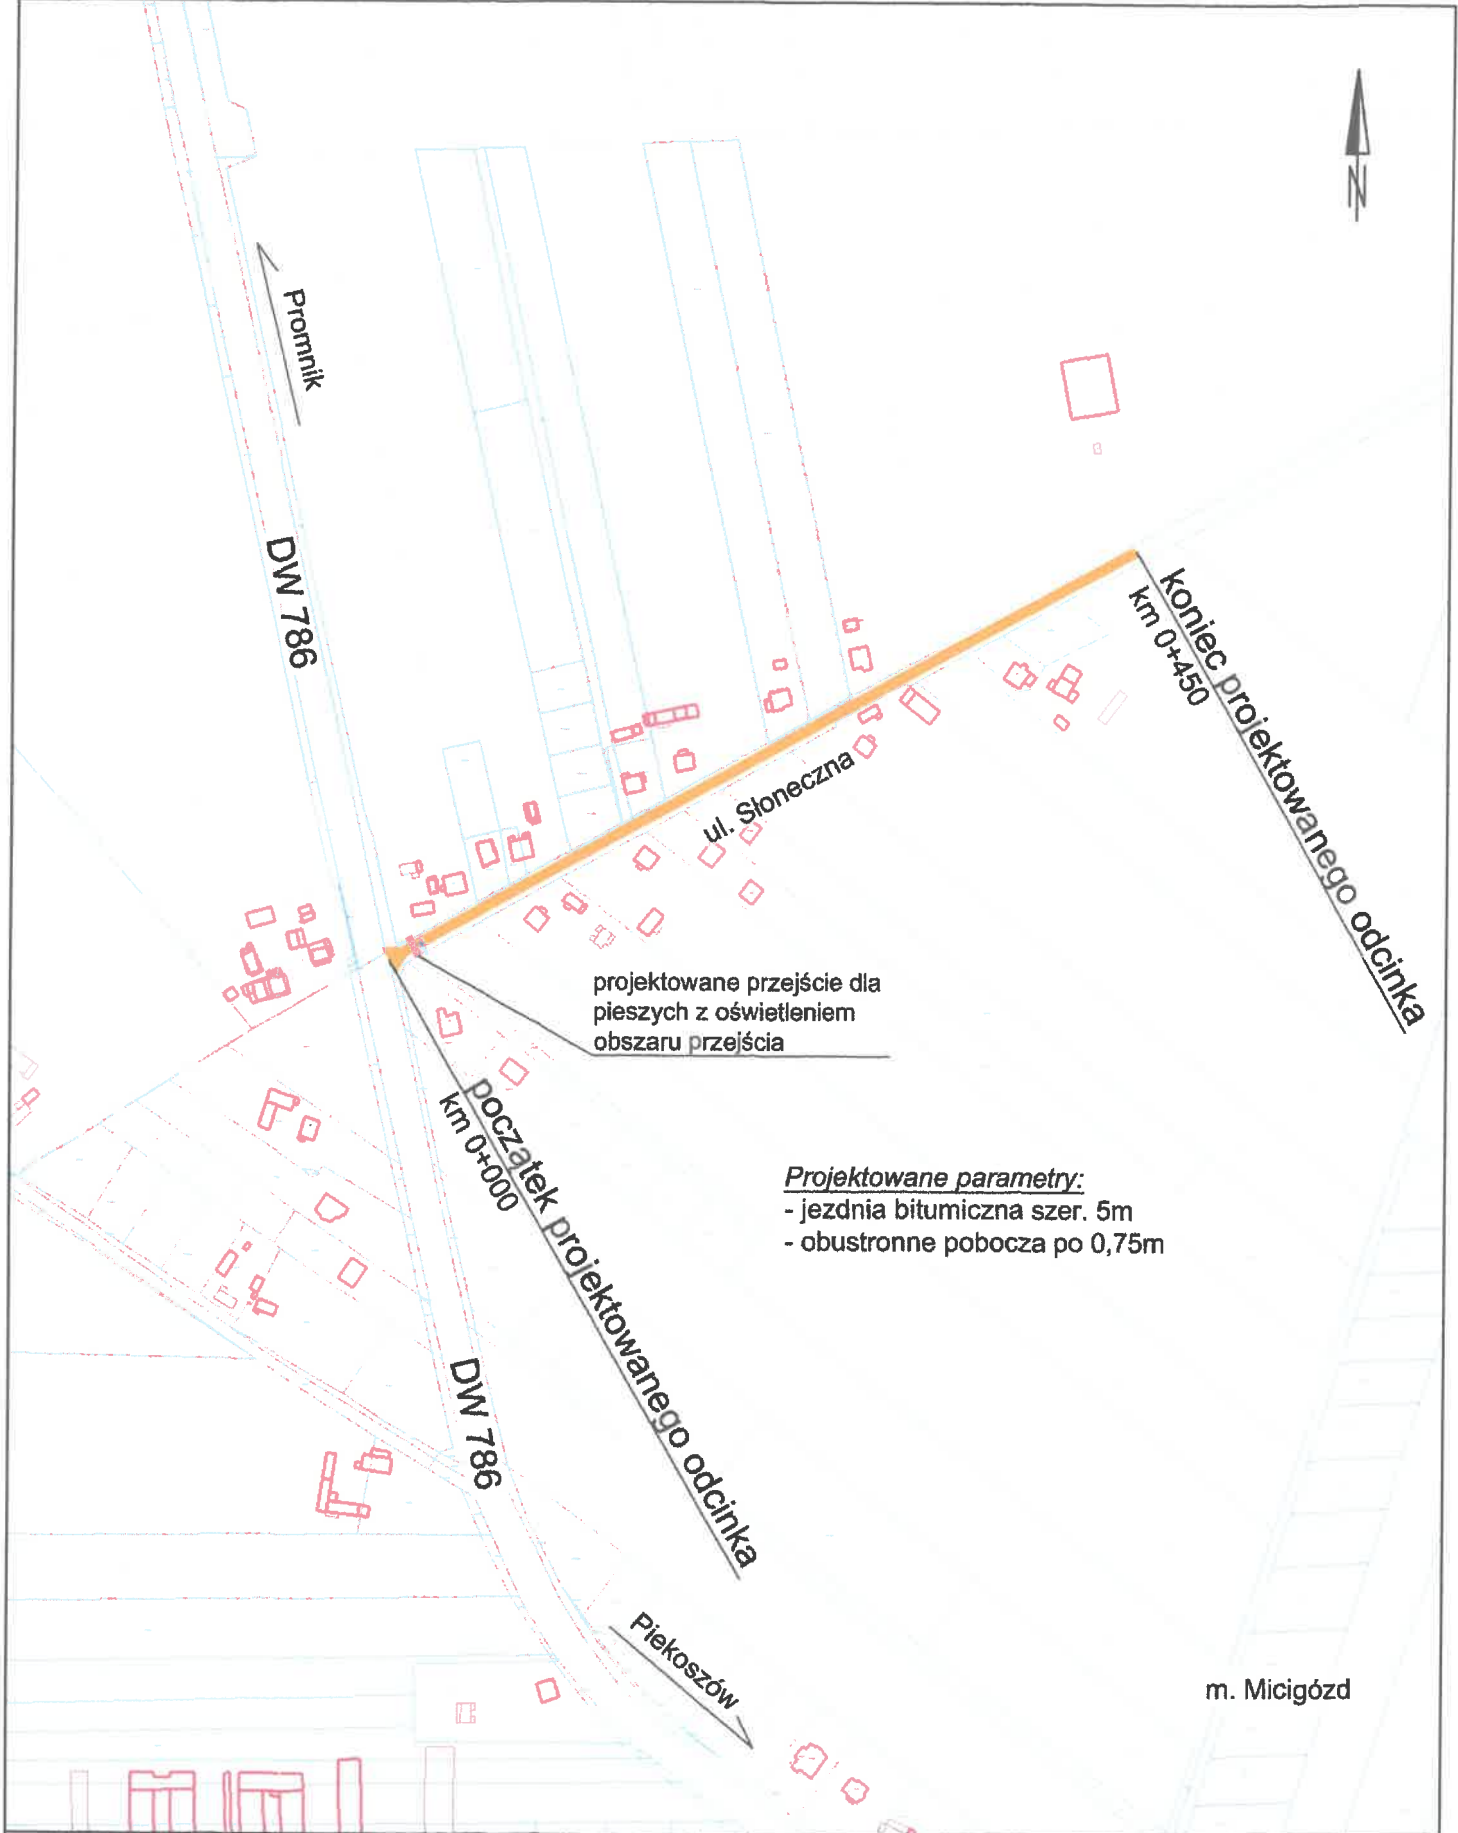 N
Promnik
DW 786
koniec projektowanego odcinka
km 0+450
ul. Słoneczna
projektowane przejście dla
pieszych z oświetleniem
obszaru przejścia
początek projektowanego odcinka
km 0+000
Projektowane parametry:
- jezdnia bitumiczna szer. 5m
- obustronne pobocza po 0,75m
DW 786
Piekoszów
m. Micigózd